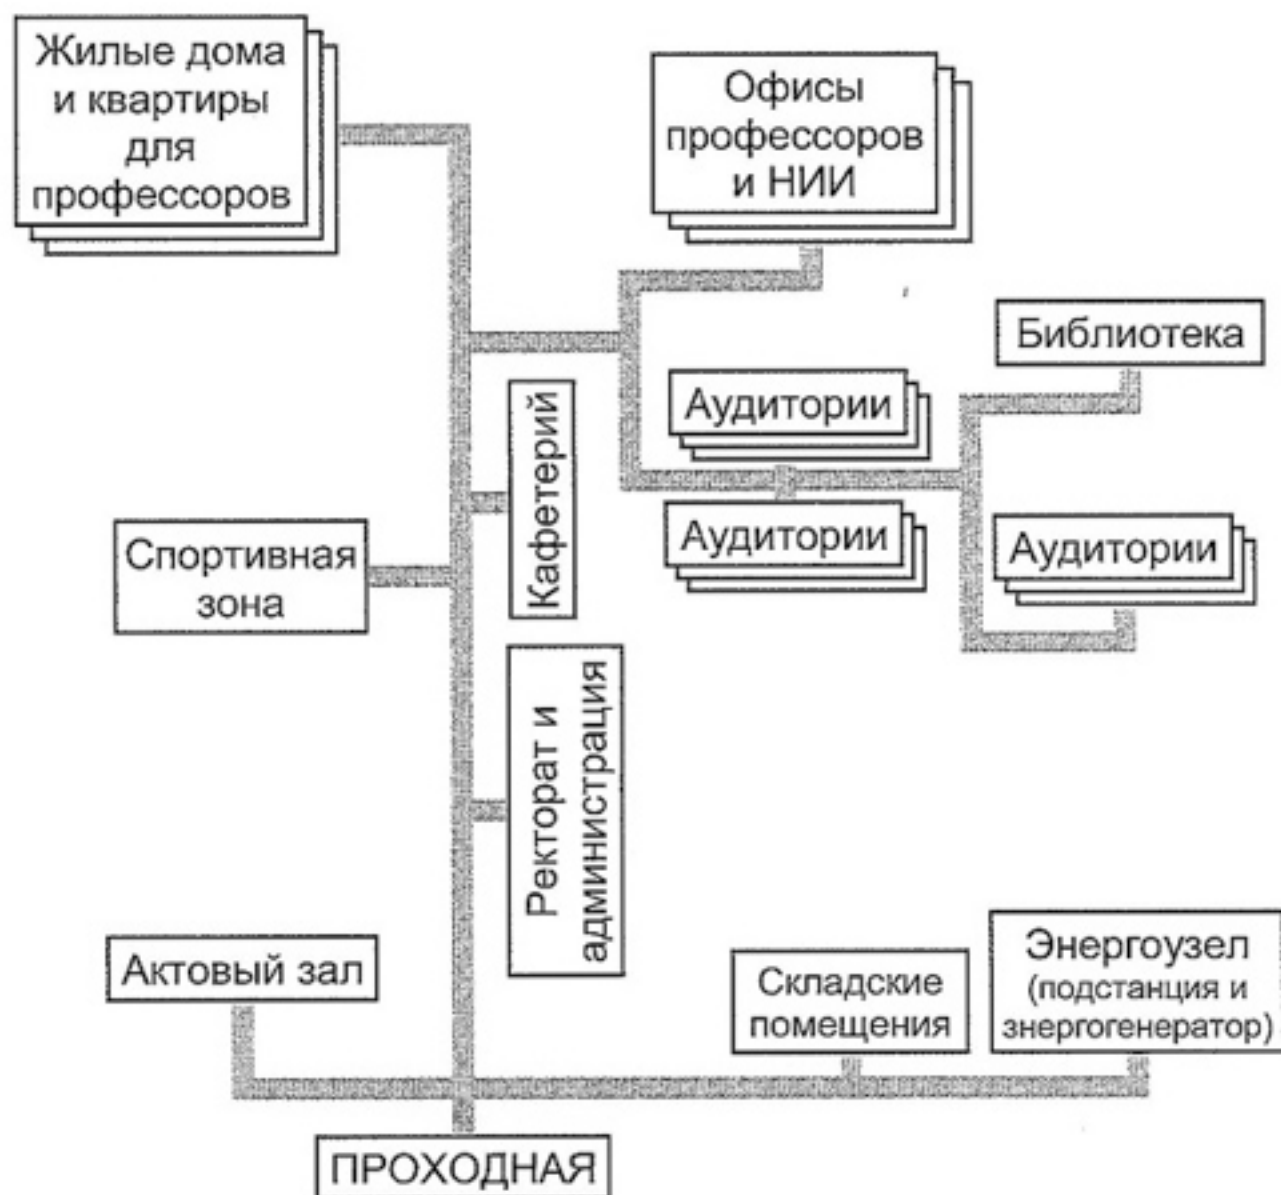 Жилые дома
и квартиры
для
профессоров
Офисы
профессоров
и НИИ
Библиотека
Аудитории
Кафетерий
Аудитории
Аудитории
Спортивная
зона
Ректорат и
администрация
Актовый зал
Складские
помещения
Энергоузел
(подстанция и
знергогенератор)
ПРОХОДНАЯ